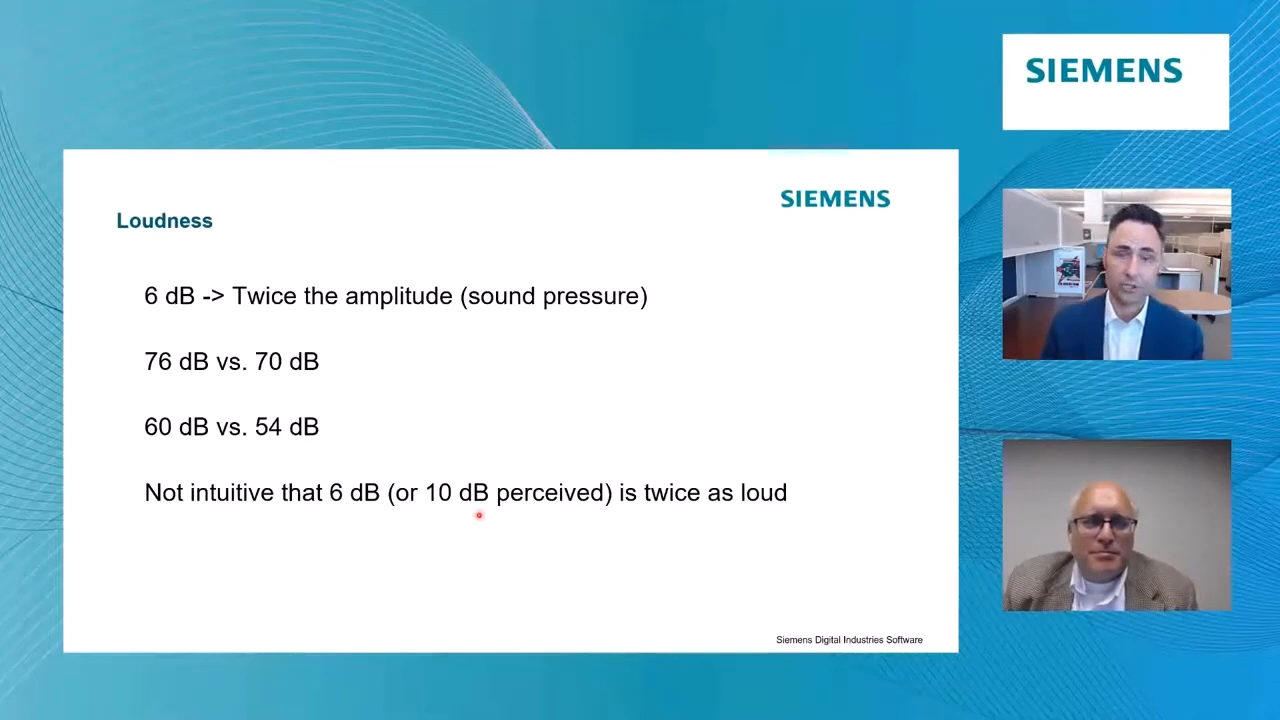 SIEMENS
SIEMENS
Loudness
6 dB -> Twice the amplitude (sound pressure)
76 dB vs. 70 dB
60 dB vs. 54 dB
Not intuitive that 6 dB (or 10 dB perceived) is twice as loud
Siemens Digital Industries Software